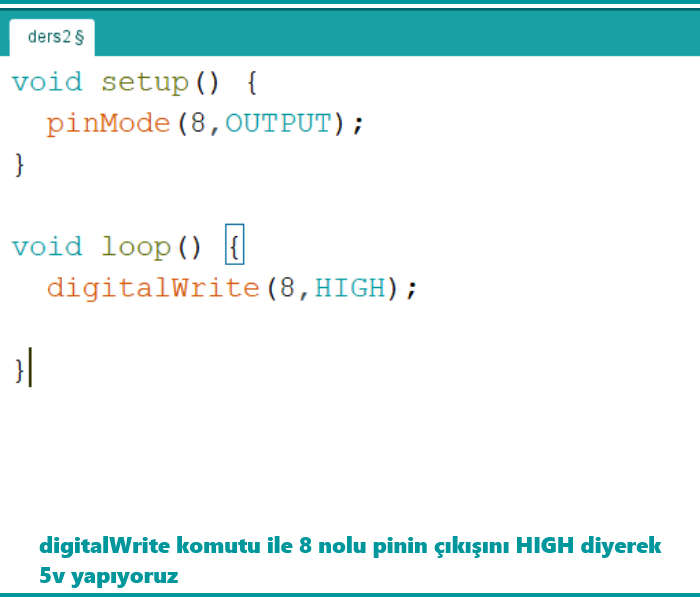 ders2 §
void setup() {
  pinMode(8,OUTPUT);
}
void loop() {
  digitalWrite(8,HIGH);
}
digitalWrite komutu ile 8 nolu pinin çıkışını HIGH diyerek
5v yapıyoruz